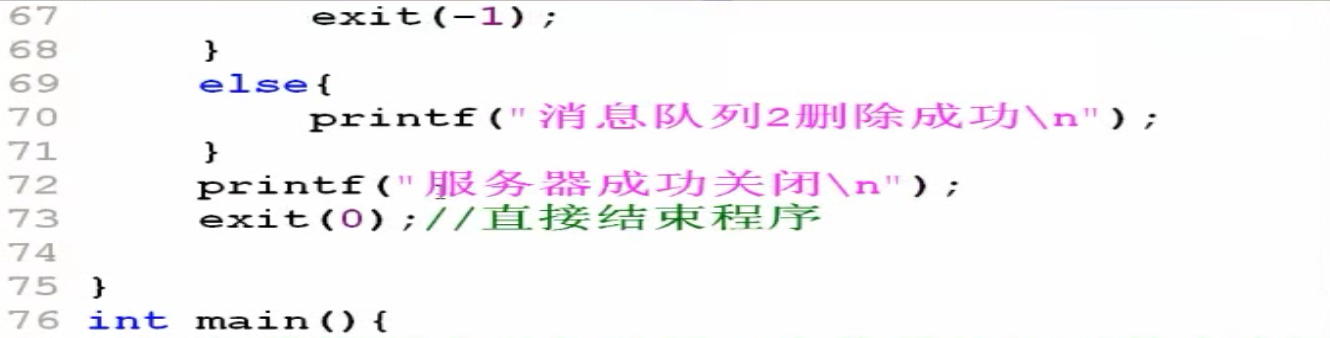 67 exit(-1);
68 }
69 else{
70 printf("消息队列2删除成功\n");
71 }
72 printf("服务器成功关闭\n");
73 exit(0);//直接结束程序
74
75 }
76 int main(){